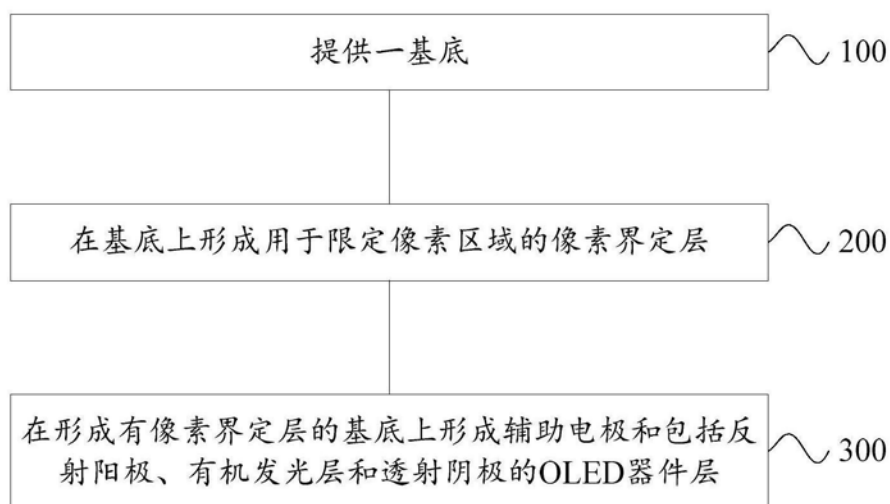 提供一基底
100
在基底上形成用于限定像素区域的像素界定层
200
在形成有像素界定层的基底上形成辅助电极和包括反
射阳极、有机发光层和透射阴极的OLED器件层
300